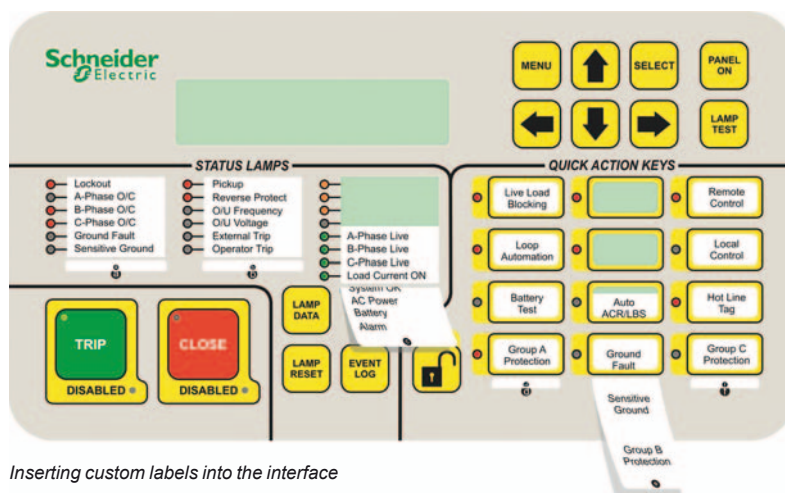 Schneider
Electric
MENU
SELECT
PANEL
ON
LAMP
TEST
STATUS LAMPS
QUICK ACTION KEYS
Lockout
A-Phase O/C
B-Phase O/C
C-Phase O/C
Ground Fault
Sensitive Ground
Pickup
Reverse Protect
O/U Frequency
O/U Voltage
External Trip
Operator Trip
A-Phase Live
B-Phase Live
C-Phase Live
Load Current ON
System OK
AC Power
Battery
Alarm
Live Load
Blocking
Remote
Control
Loop
Automation
Local
Control
Battery
Test
Auto
ACR/LBS
Hot Line
Tag
Group A
Protection
Ground
Fault
Group C
Protection
Sensitive
Ground
Group B
Protection
TRIP
DISABLED
CLOSE
DISABLED
LAMP
DATA
LAMP
RESET
EVENT
LOG
Inserting custom labels into the interface